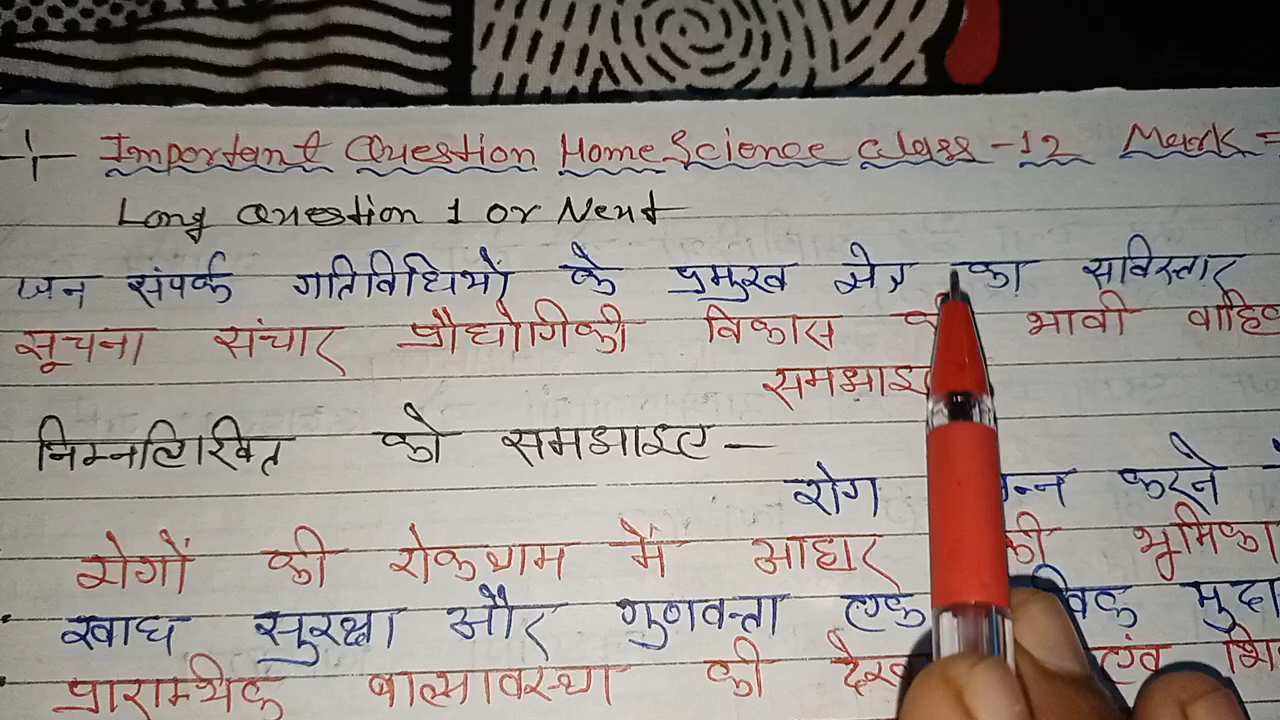 Important Question Home Science class-12 Mark=
Long Question 1 or Next
जन संपर्क गतिविधियों के प्रमुख क्षेत्र का सविस्तार
सूचना संचार प्रौद्योगिकी विकास भावी
समझाइए
निम्नलिखित को समझाइए –
रोग करने
रोगों की रोकथाम में आहार की भूमिका
खाद्य सुरक्षा और गुणवत्ता एक मुद्दा
प्रारम्भिक बाल्यावस्था की एंव